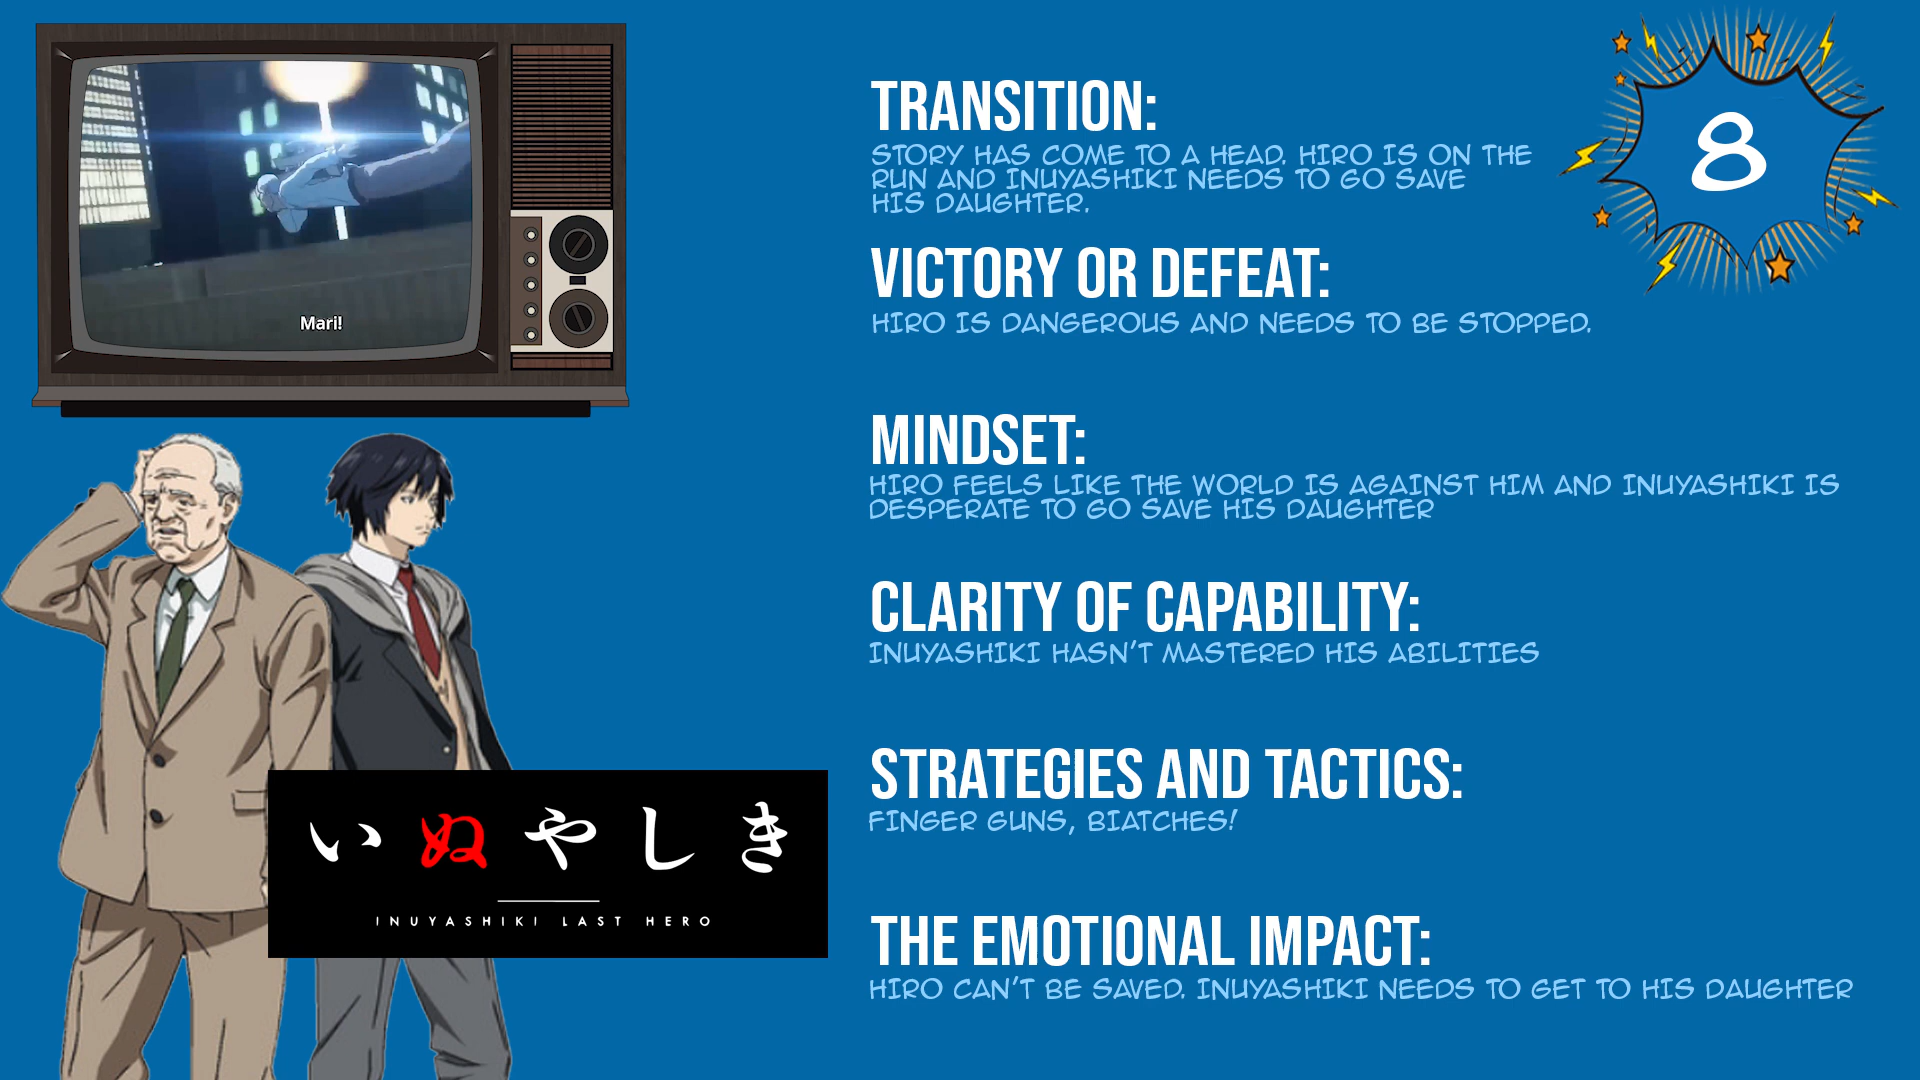 Mari!
いぬやしき
INUYASHIKI LAST HERO
8
TRANSITION:
STORY HAS COME TO A HEAD. HIRO IS ON THE
RUN AND INUYASHIKI NEEDS TO GO SAVE
HIS DAUGHTER.
VICTORY OR DEFEAT:
HIRO IS DANGEROUS AND NEEDS TO BE STOPPED.
MINDSET:
HIRO FEELS LIKE THE WORLD IS AGAINST HIM AND INUYASHIKI IS
DESPERATE TO GO SAVE HIS DAUGHTER
CLARITY OF CAPABILITY:
INUYASHIKI HASN'T MASTERED HIS ABILITIES
STRATEGIES AND TACTICS:
FINGER GUNS, BIATCHES!
THE EMOTIONAL IMPACT:
HIRO CAN'T BE SAVED. INUYASHIKI NEEDS TO GET TO HIS DAUGHTER